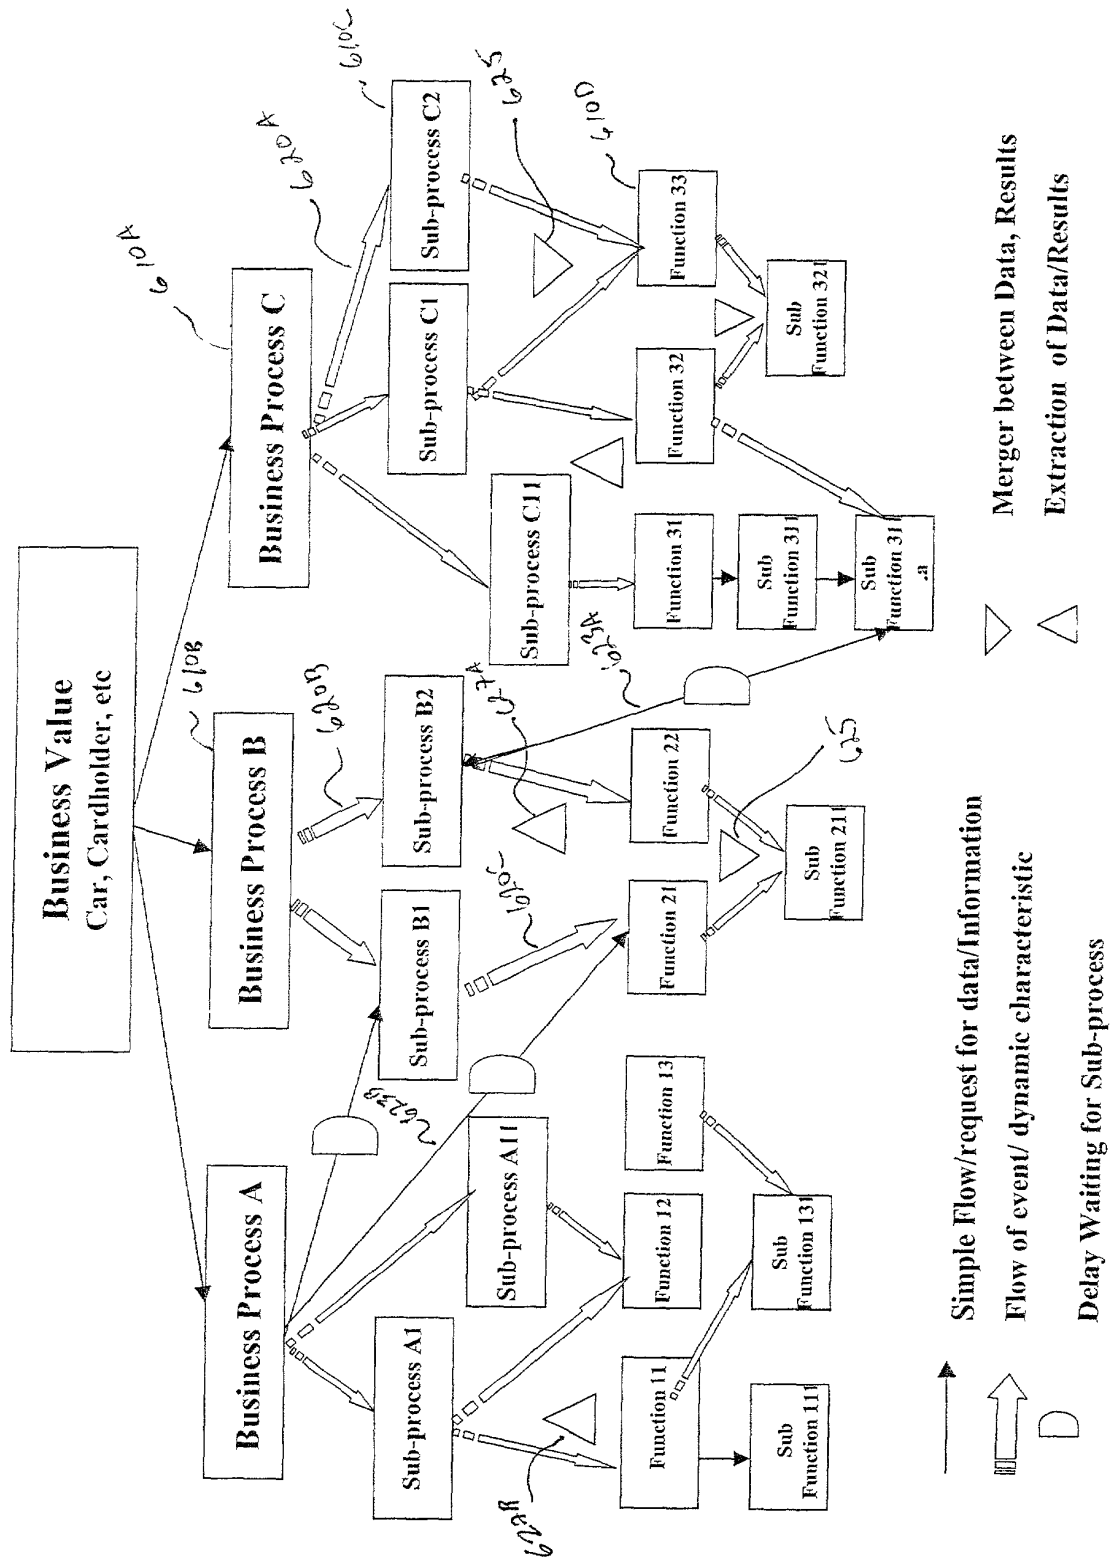 Business Value
Car, Cardholder, etc
610A
610B
Business Process A
Business Process B
Business Process C
620A
620B
610C
Sub-process A1
Sub-process A11
Sub-process B1
Sub-process B2
Sub-process C11
Sub-process C1
Sub-process C2
623B
623A
625
610D
Function 11
Function 12
Function 13
Function 21
Function 22
Function 31
Function 32
Function 33
625
Sub
Function 111
Sub
Function 131
Sub
Function 211
Sub
Function 311
Sub
Function 321
Sub
Function 311
.a
Simple Flow/request for data/Information
Flow of event/ dynamic characteristic
Delay Waiting for Sub-process
Merger between Data, Results
Extraction of Data/Results